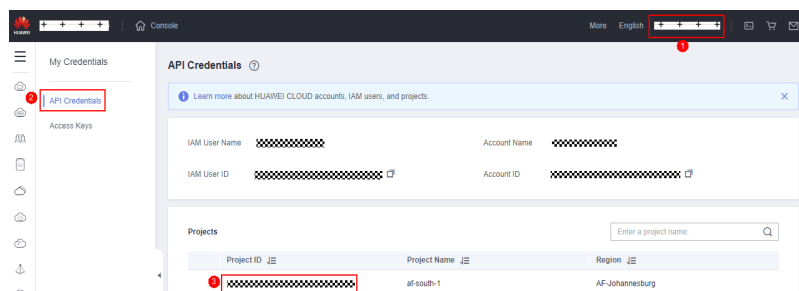 HUAWEI Console More English
1
My Credentials
API Credentials
2 API Credentials
Learn more about HUAWEI CLOUD accounts, IAM users, and projects.
Access Keys
IAM User Name Account Name
IAM User ID Account ID
Projects Enter a project name.
Project ID Project Name Region
3 af-south-1 AF-Johannesburg